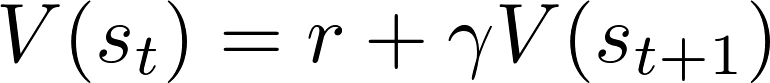 V(s_t) = r + γV(s_{t+1})